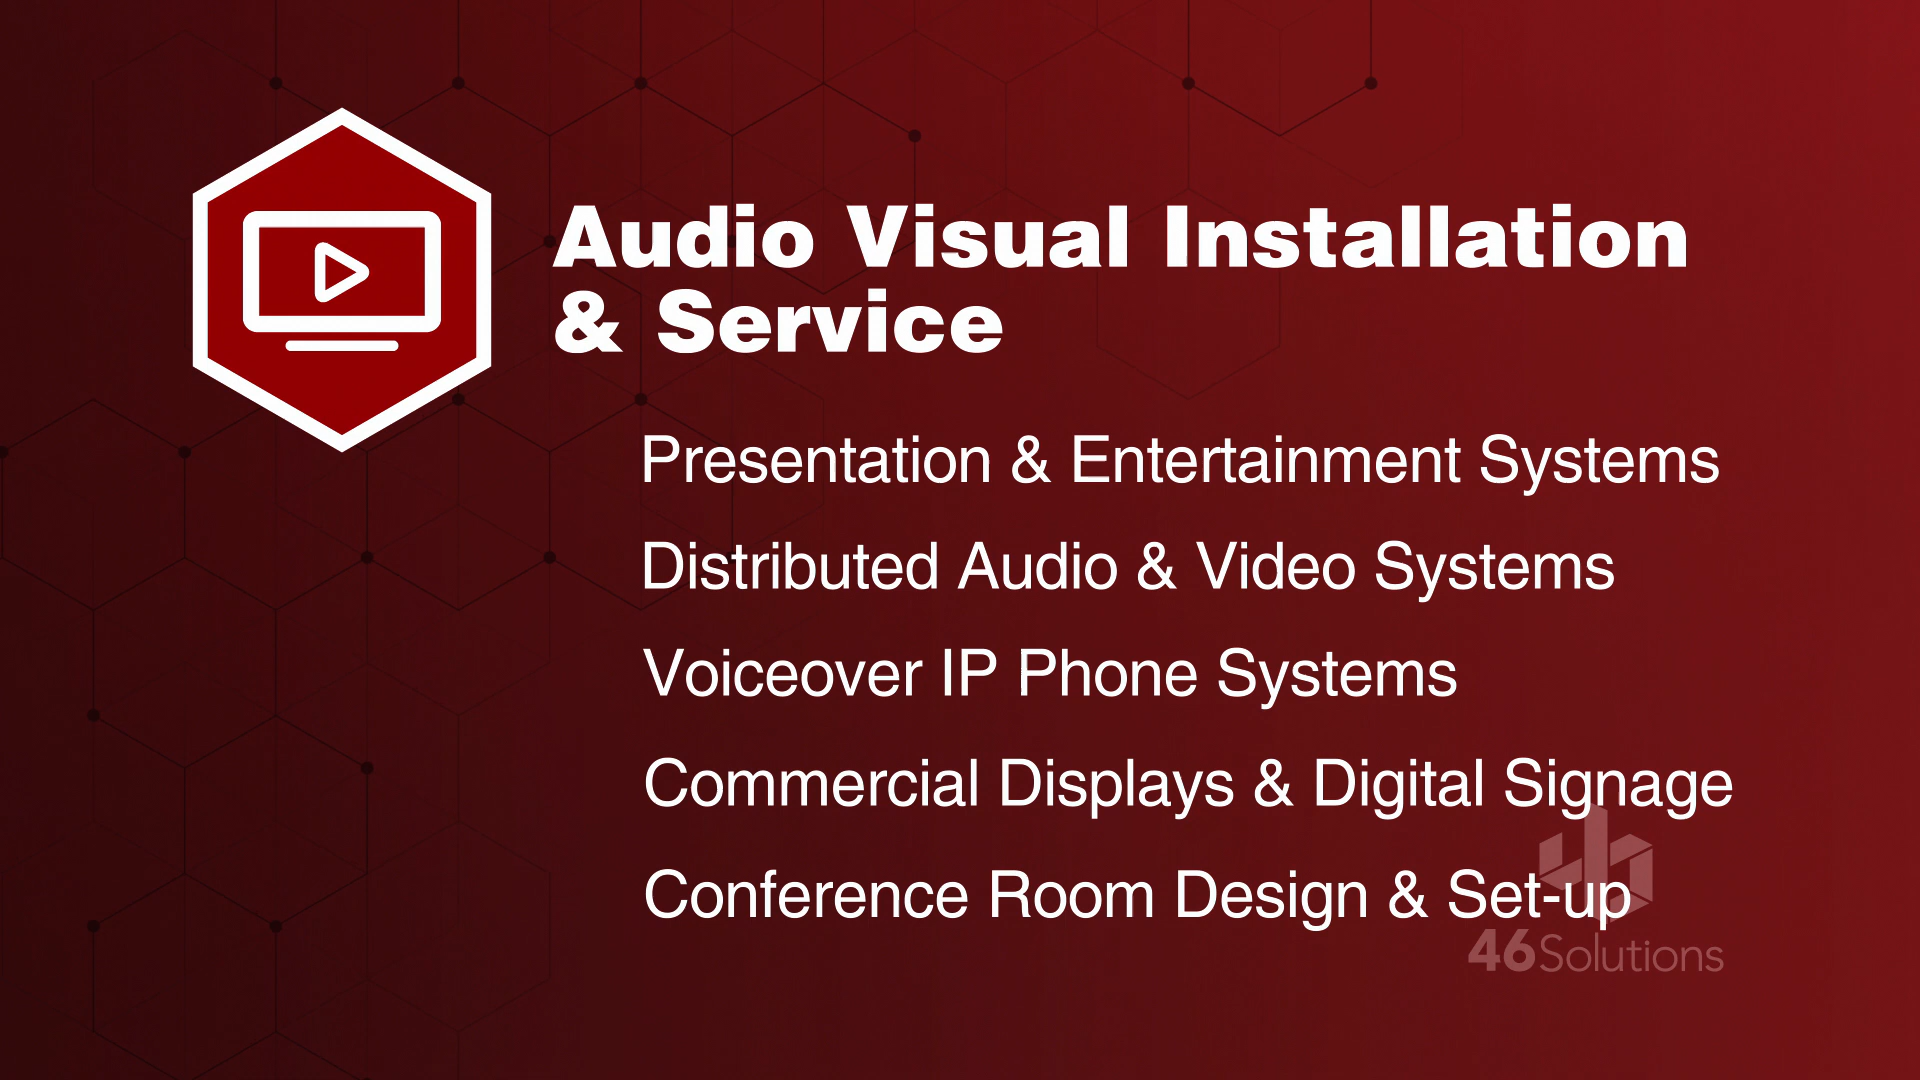 Audio Visual Installation
& Service
Presentation & Entertainment Systems
Distributed Audio & Video Systems
Voiceover IP Phone Systems
Commercial Displays & Digital Signage
Conference Room Design & Set-up
46Solutions